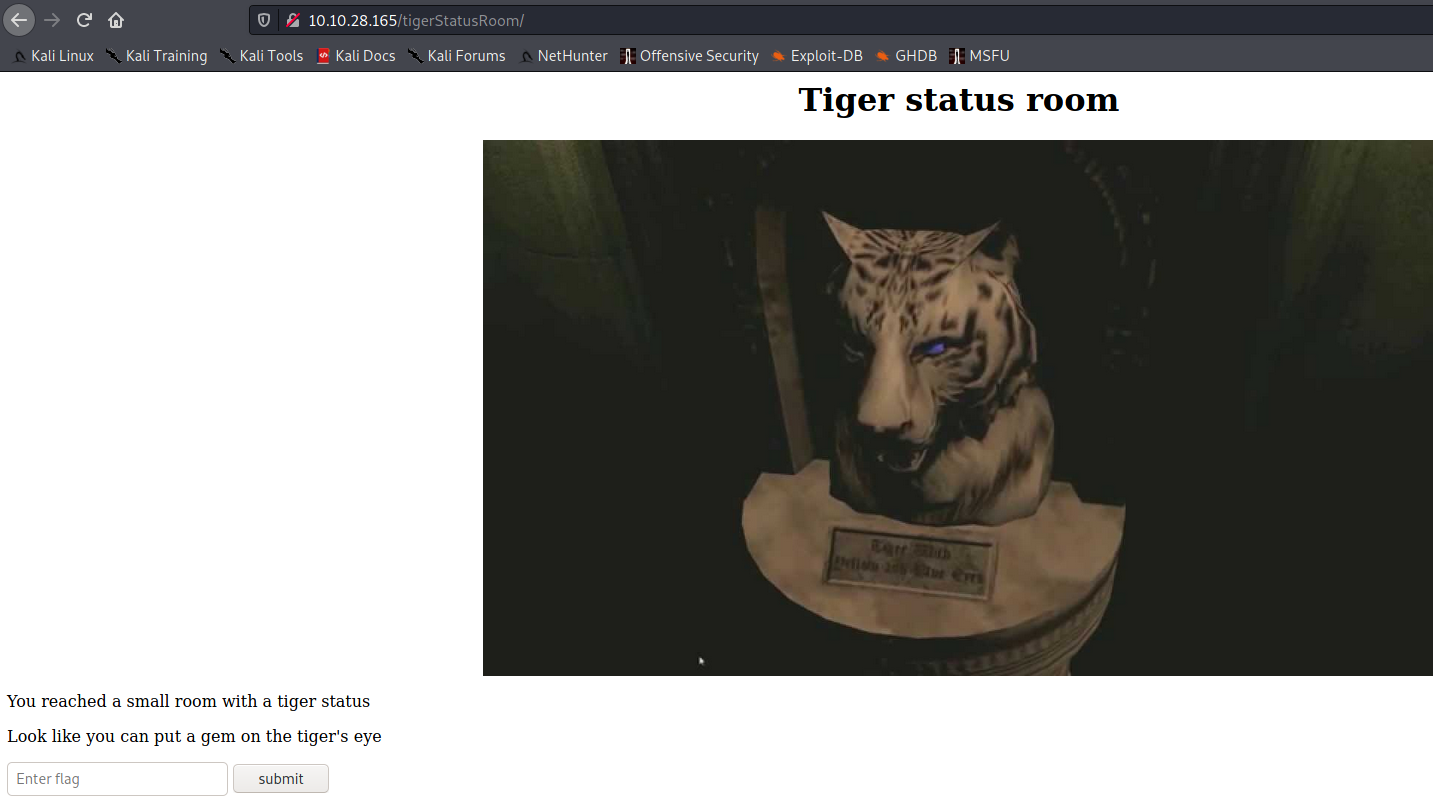 10.10.28.165/tigerStatusRoom/
Kali Linux Kali Training Kali Tools Kali Docs Kali Forums NetHunter Offensive Security Exploit-DB GHDB MSFU
Tiger status room
Tiger With
Yellow and Blue Eyes
You reached a small room with a tiger status
Look like you can put a gem on the tiger's eye
Enter flag submit